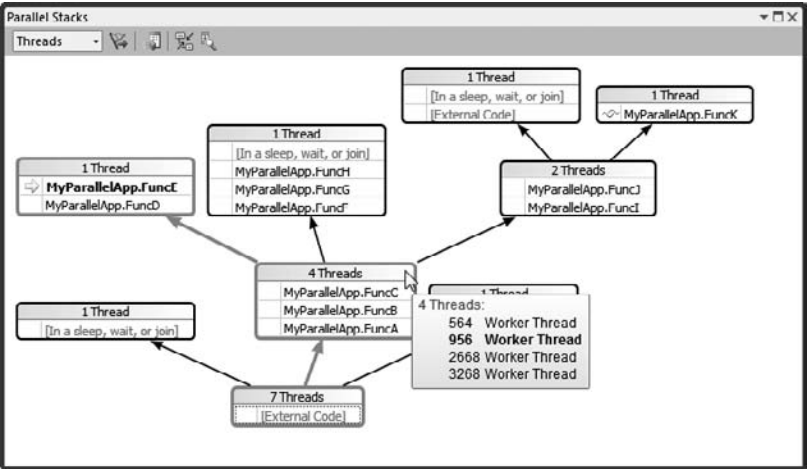 Parallel Stacks
Threads
1 Thread
[In a sleep, wait, or join]
[External Code]
1 Thread
MyParallelApp.FuncK
1 Thread
[In a sleep, wait, or join]
MyParallelApp.FuncH
MyParallelApp.FuncG
MyParallelApp.FuncF
1 Thread
MyParallelApp.FuncE
MyParallelApp.FuncD
2 Threads
MyParallelApp.FuncJ
MyParallelApp.FuncI
4 Threads
MyParallelApp.FuncC
MyParallelApp.FuncB
MyParallelApp.FuncA
1 Thread
4 Threads:
564 Worker Thread
956 Worker Thread
2668 Worker Thread
3268 Worker Thread
1 Thread
[In a sleep, wait, or join]
7 Threads
[External Code]